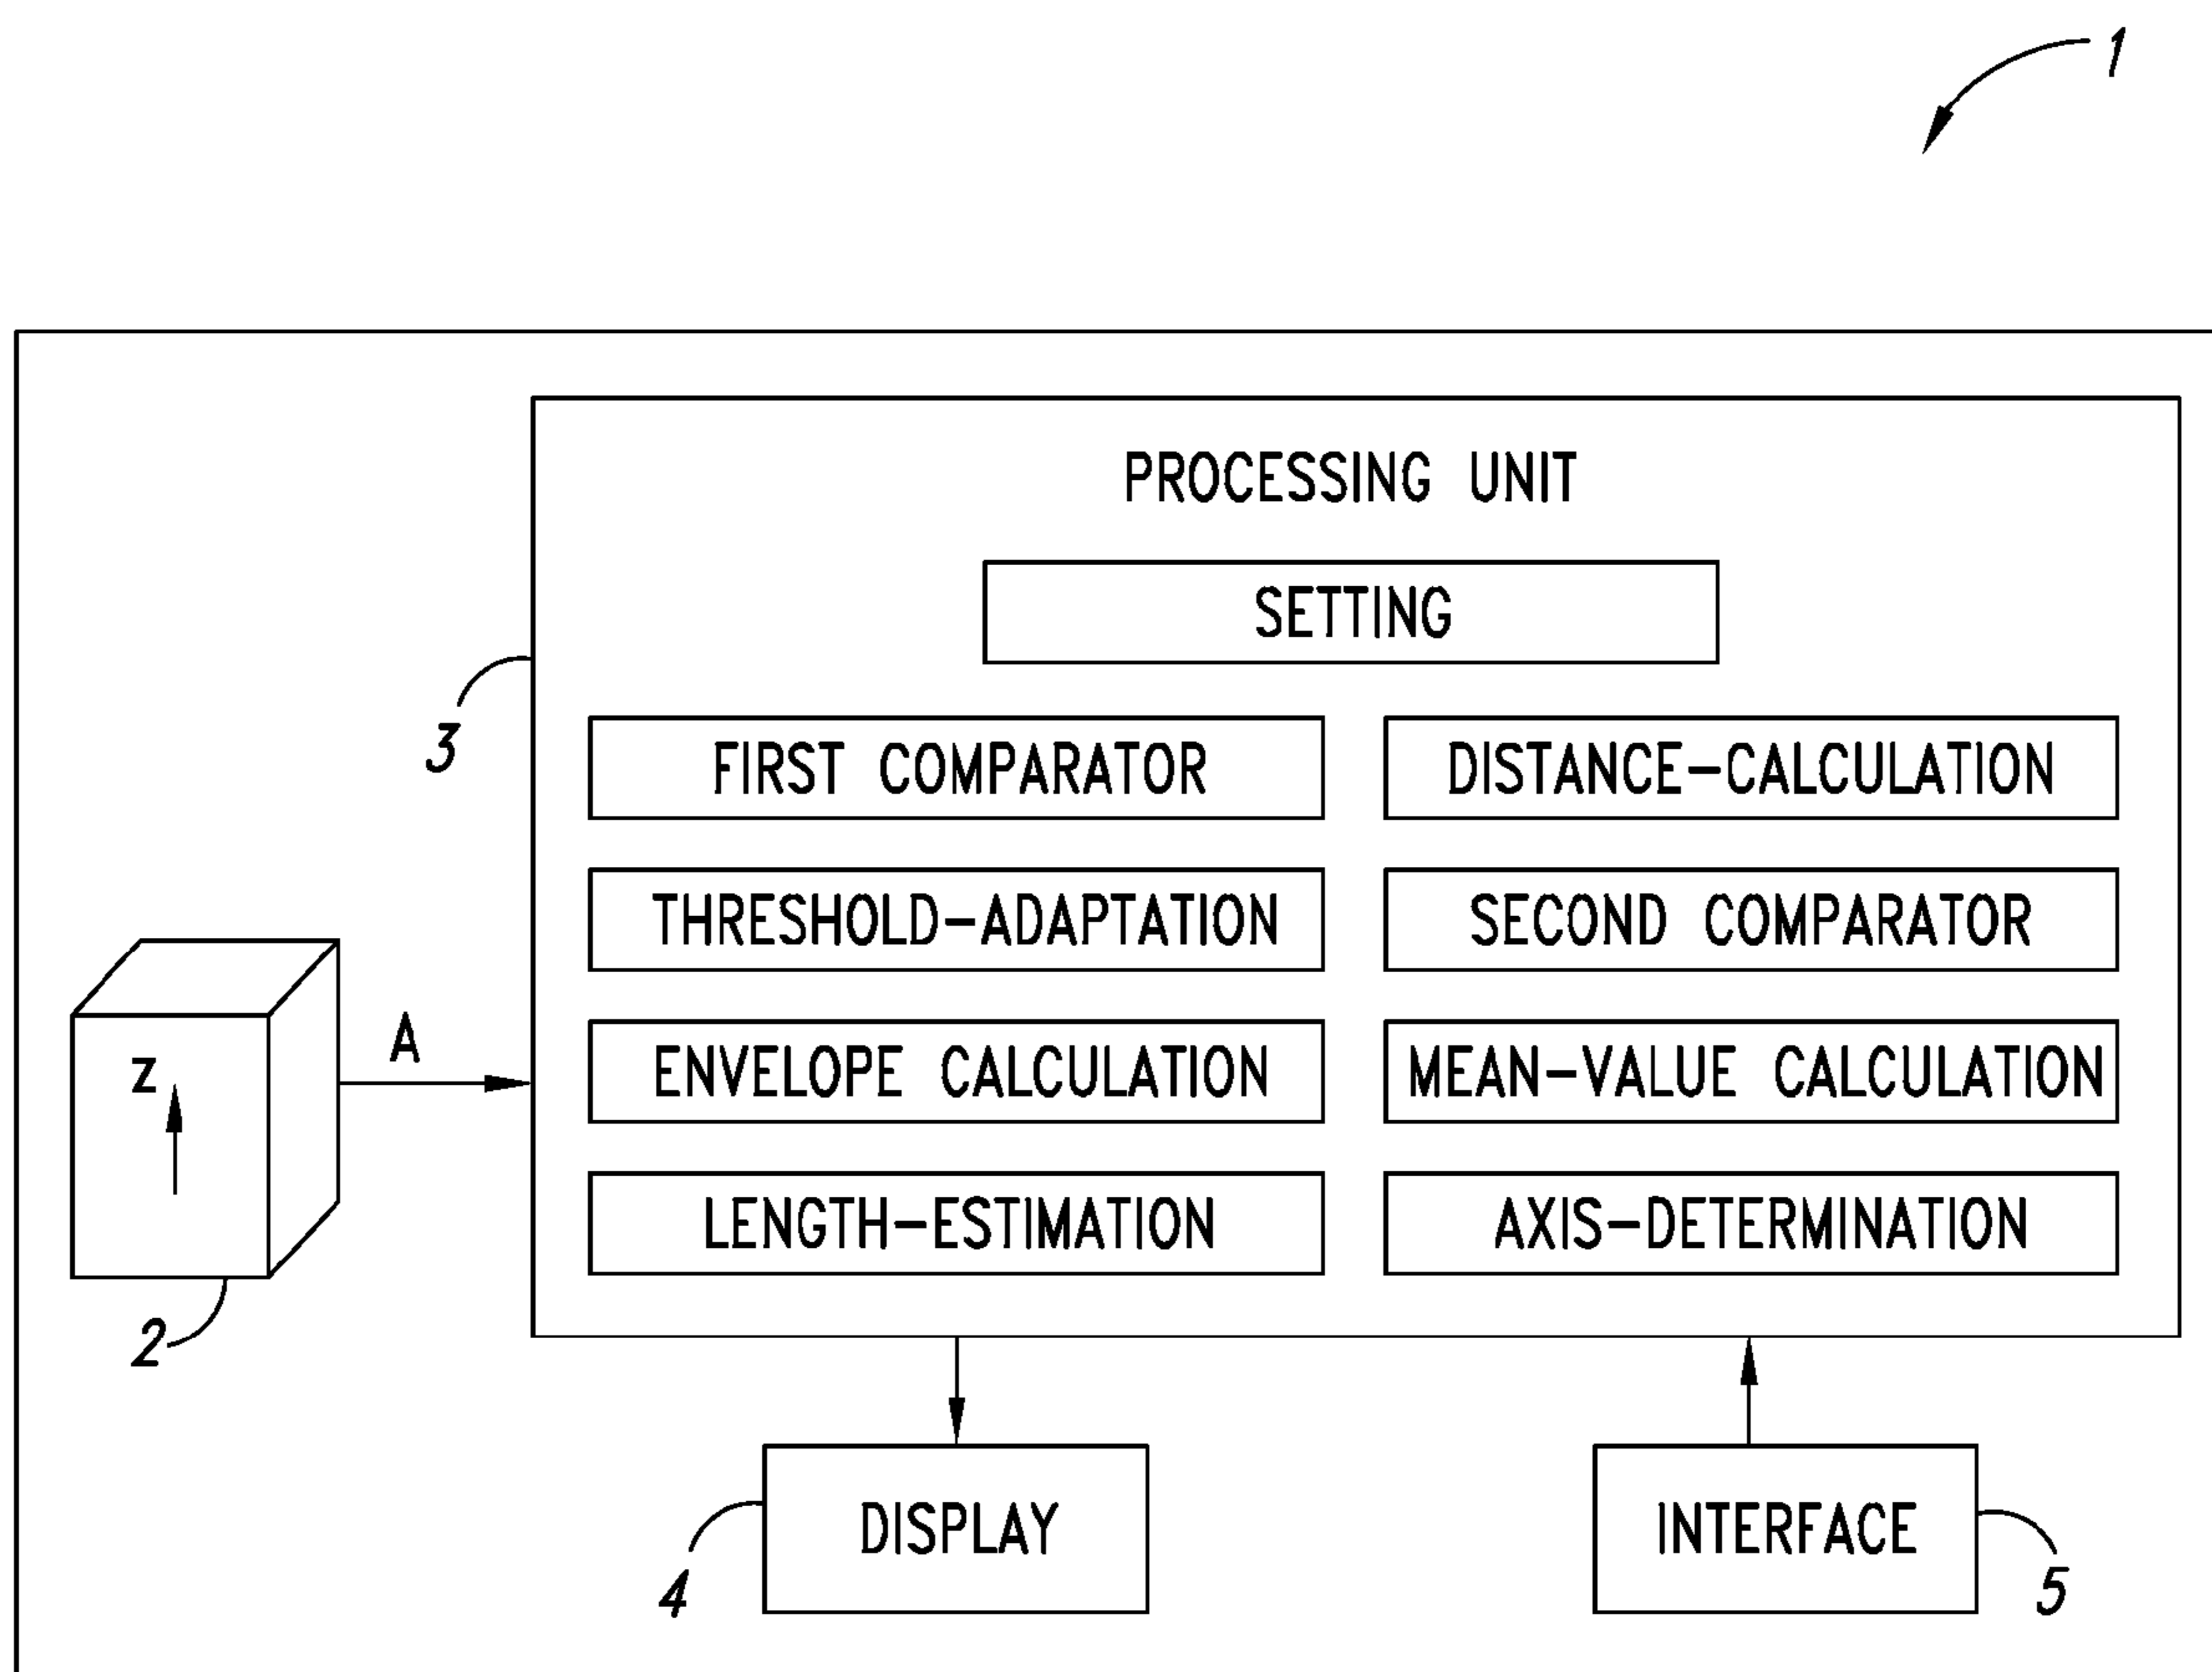 1
PROCESSING UNIT
SETTING
3
FIRST COMPARATOR
DISTANCE-CALCULATION
THRESHOLD-ADAPTATION
SECOND COMPARATOR
A
Z
ENVELOPE CALCULATION
MEAN-VALUE CALCULATION
LENGTH-ESTIMATION
AXIS-DETERMINATION
2
DISPLAY
INTERFACE
4
5